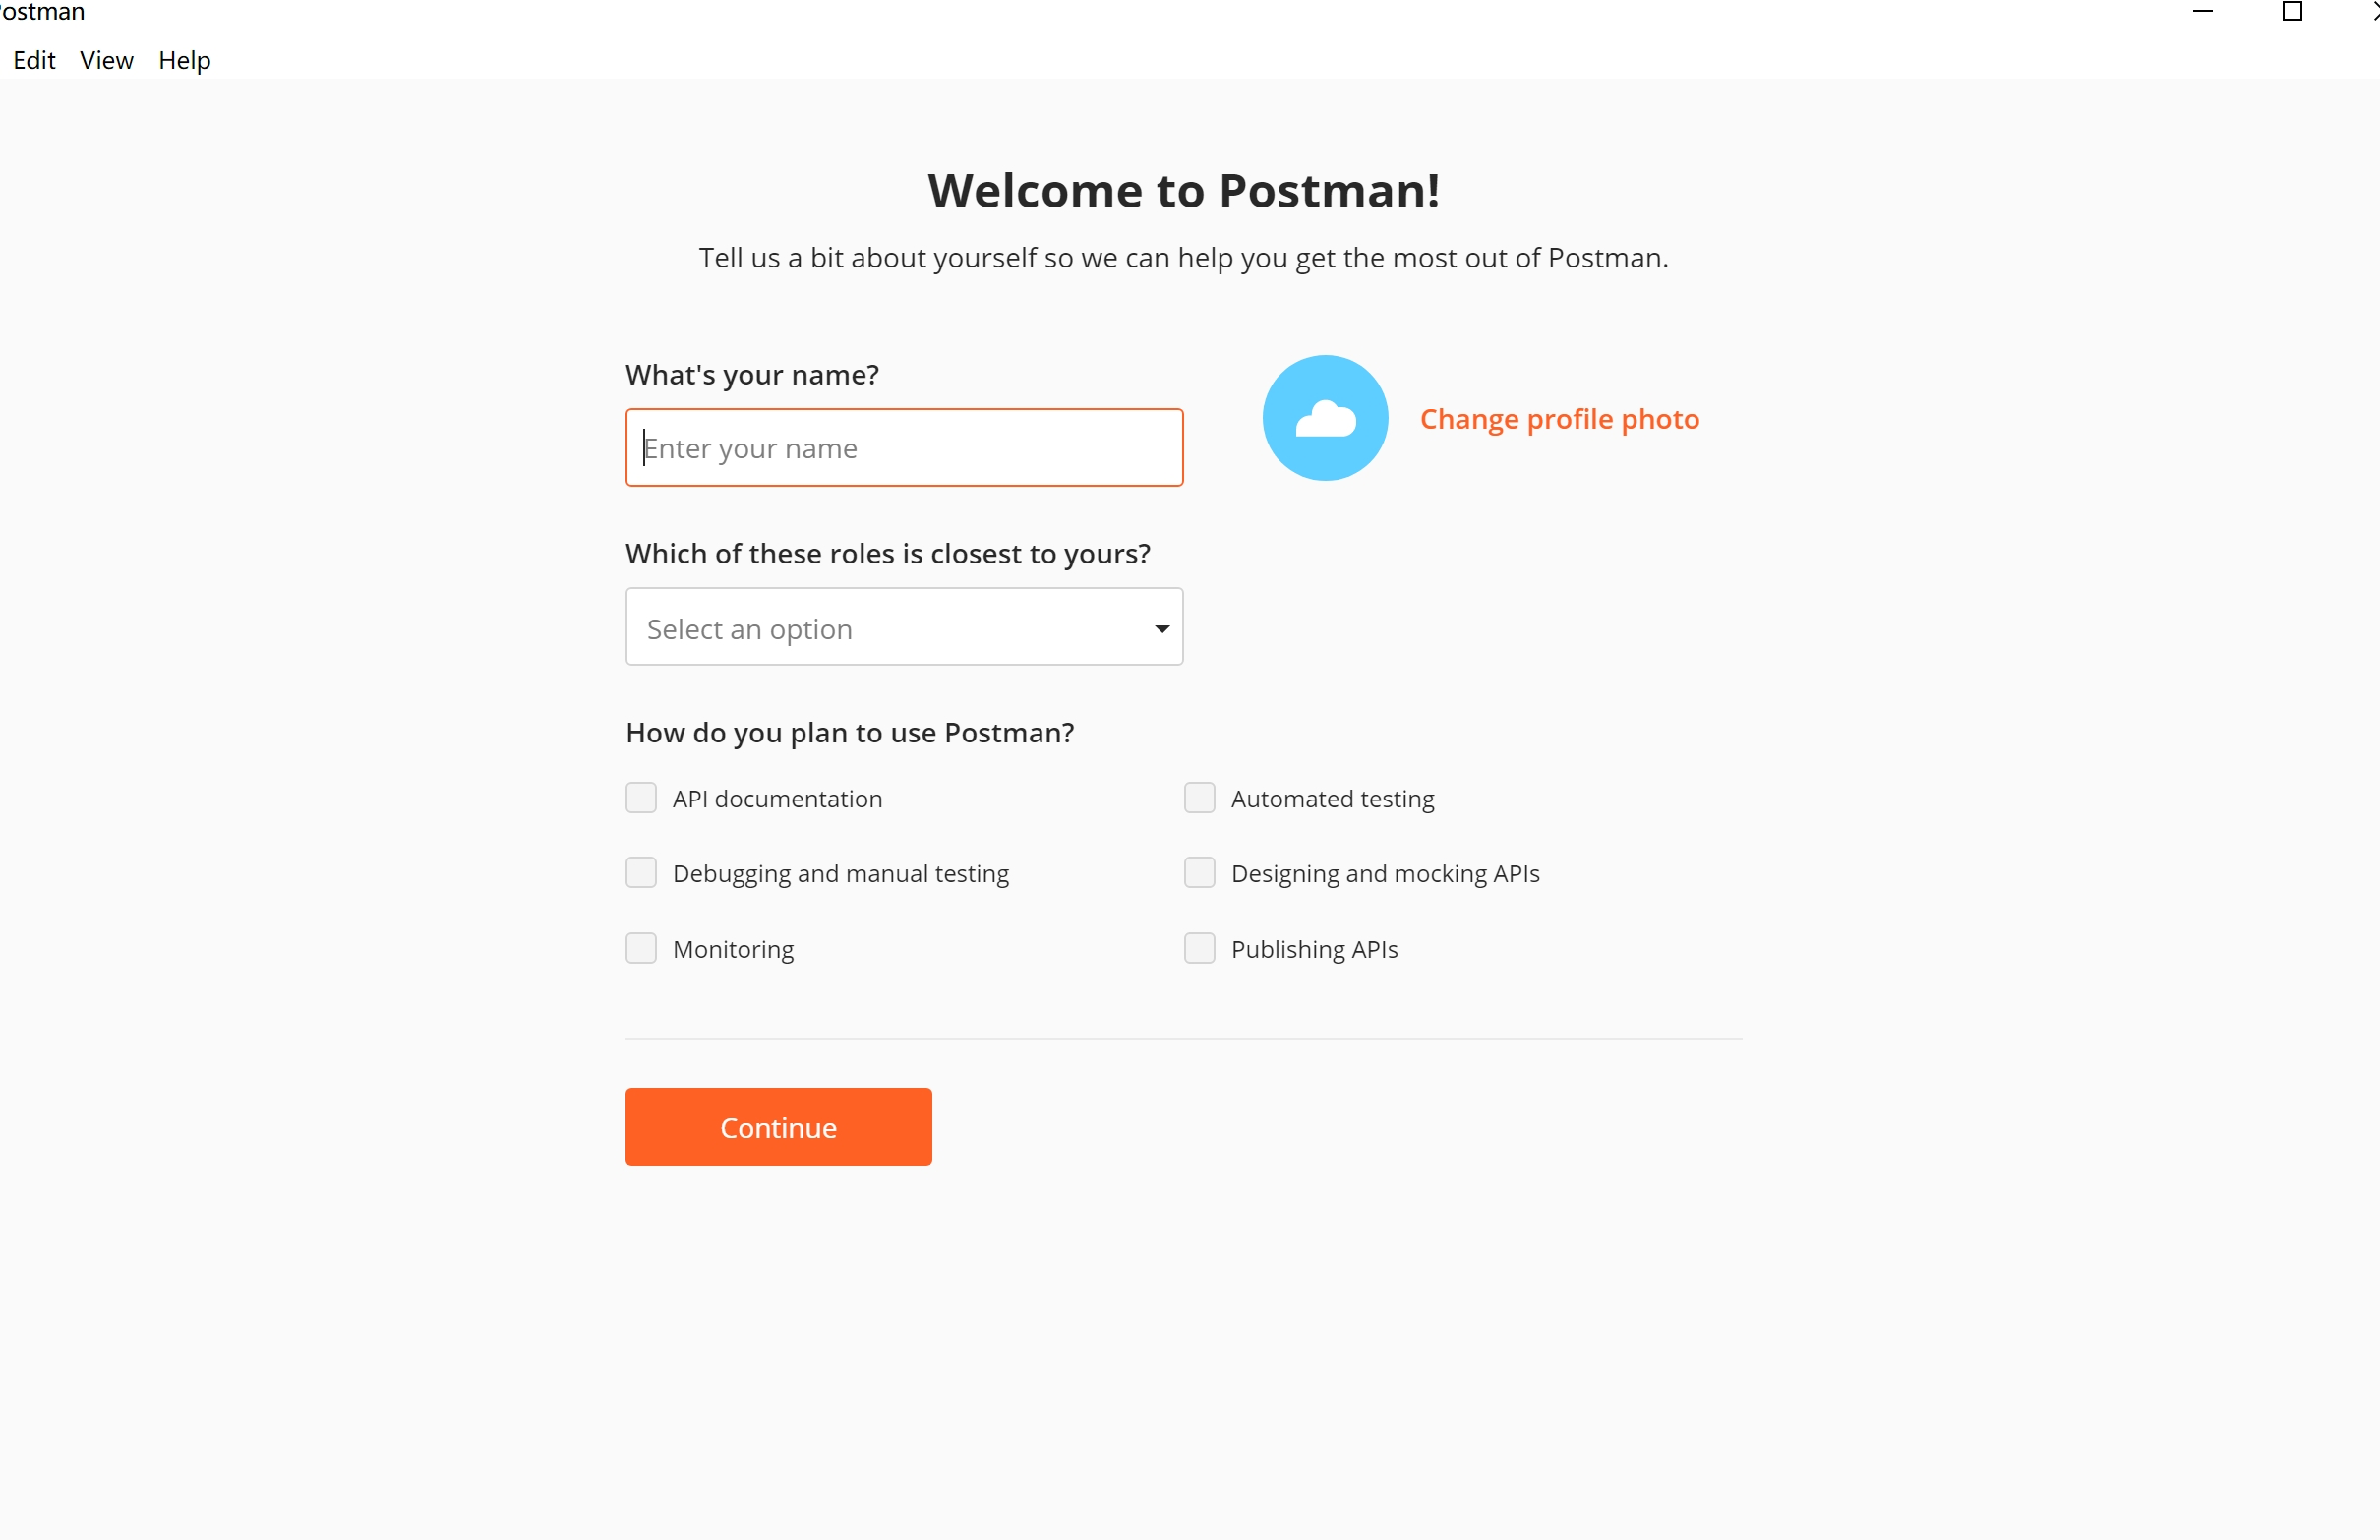 ostman
Edit View Help
Welcome to Postman!
Tell us a bit about yourself so we can help you get the most out of Postman.
What's your name?
Enter your name
Change profile photo
Which of these roles is closest to yours?
Select an option
How do you plan to use Postman?
API documentation
Automated testing
Debugging and manual testing
Designing and mocking APIs
Monitoring
Publishing APIs
Continue